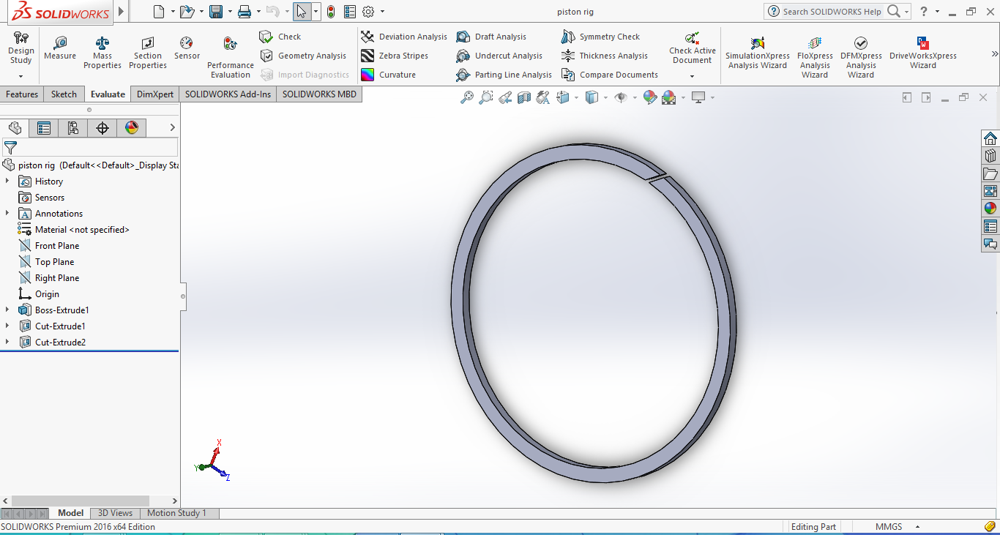 SOLIDWORKS
piston rig
Search SOLIDWORKS Help
?
Design Study
Measure
Mass Properties
Section Properties
Sensor
Performance Evaluation
Check
Geometry Analysis
Import Diagnostics
Deviation Analysis
Zebra Stripes
Curvature
Draft Analysis
Undercut Analysis
Parting Line Analysis
Symmetry Check
Thickness Analysis
Compare Documents
Check Active Document
SimulationXpress Analysis Wizard
FloXpress Analysis Wizard
DFMXpress Analysis Wizard
DriveWorksXpress Wizard
Features
Sketch
Evaluate
DimXpert
SOLIDWORKS Add-Ins
SOLIDWORKS MBD
piston rig (Default<<Default>_Display Sta
History
Sensors
Annotations
Material <not specified>
Front Plane
Top Plane
Right Plane
Origin
Boss-Extrude1
Cut-Extrude1
Cut-Extrude2
X
Y
Z
Model
3D Views
Motion Study 1
SOLIDWORKS Premium 2016 x64 Edition
Editing Part
MMGS